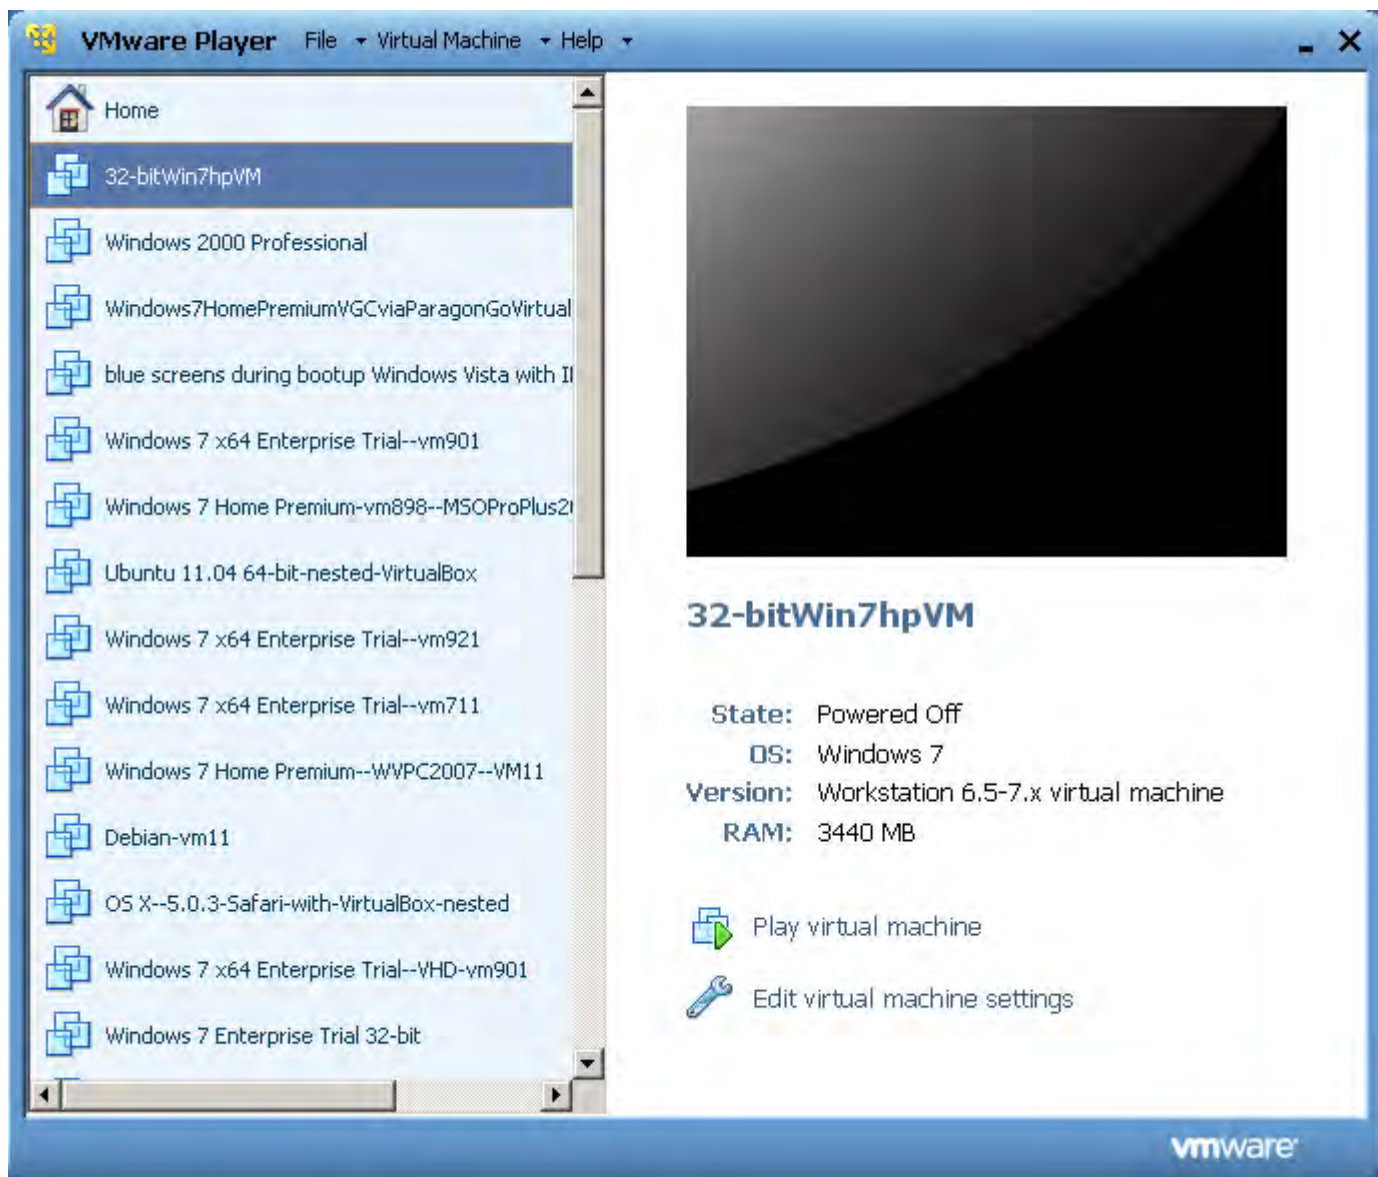 VMware Player File Virtual Machine Help
Home
32-bitWin7hpVM
Windows 2000 Professional
Windows7HomePremiumVGCviaParagonGoVirtual
blue screens during bootup Windows Vista with
Windows 7 x64 Enterprise Trial--vm901
Windows 7 Home Premium-vm898--MSOProPlus2
Ubuntu 11.04 64-bit-nested-VirtualBox
Windows 7 x64 Enterprise Trial--vm921
Windows 7 x64 Enterprise Trial--vm711
Windows 7 Home Premium--WVPC2007--VM11
Debian-vm11
OS X--5.0.3-Safari-with-VirtualBox-nested
Windows 7 x64 Enterprise Trial--VHD-vm901
Windows 7 Enterprise Trial 32-bit
32-bitWin7hpVM
State: Powered Off
OS: Windows 7
Version: Workstation 6.5-7.x virtual machine
RAM: 3440 MB
Play virtual machine
Edit virtual machine settings
vmware